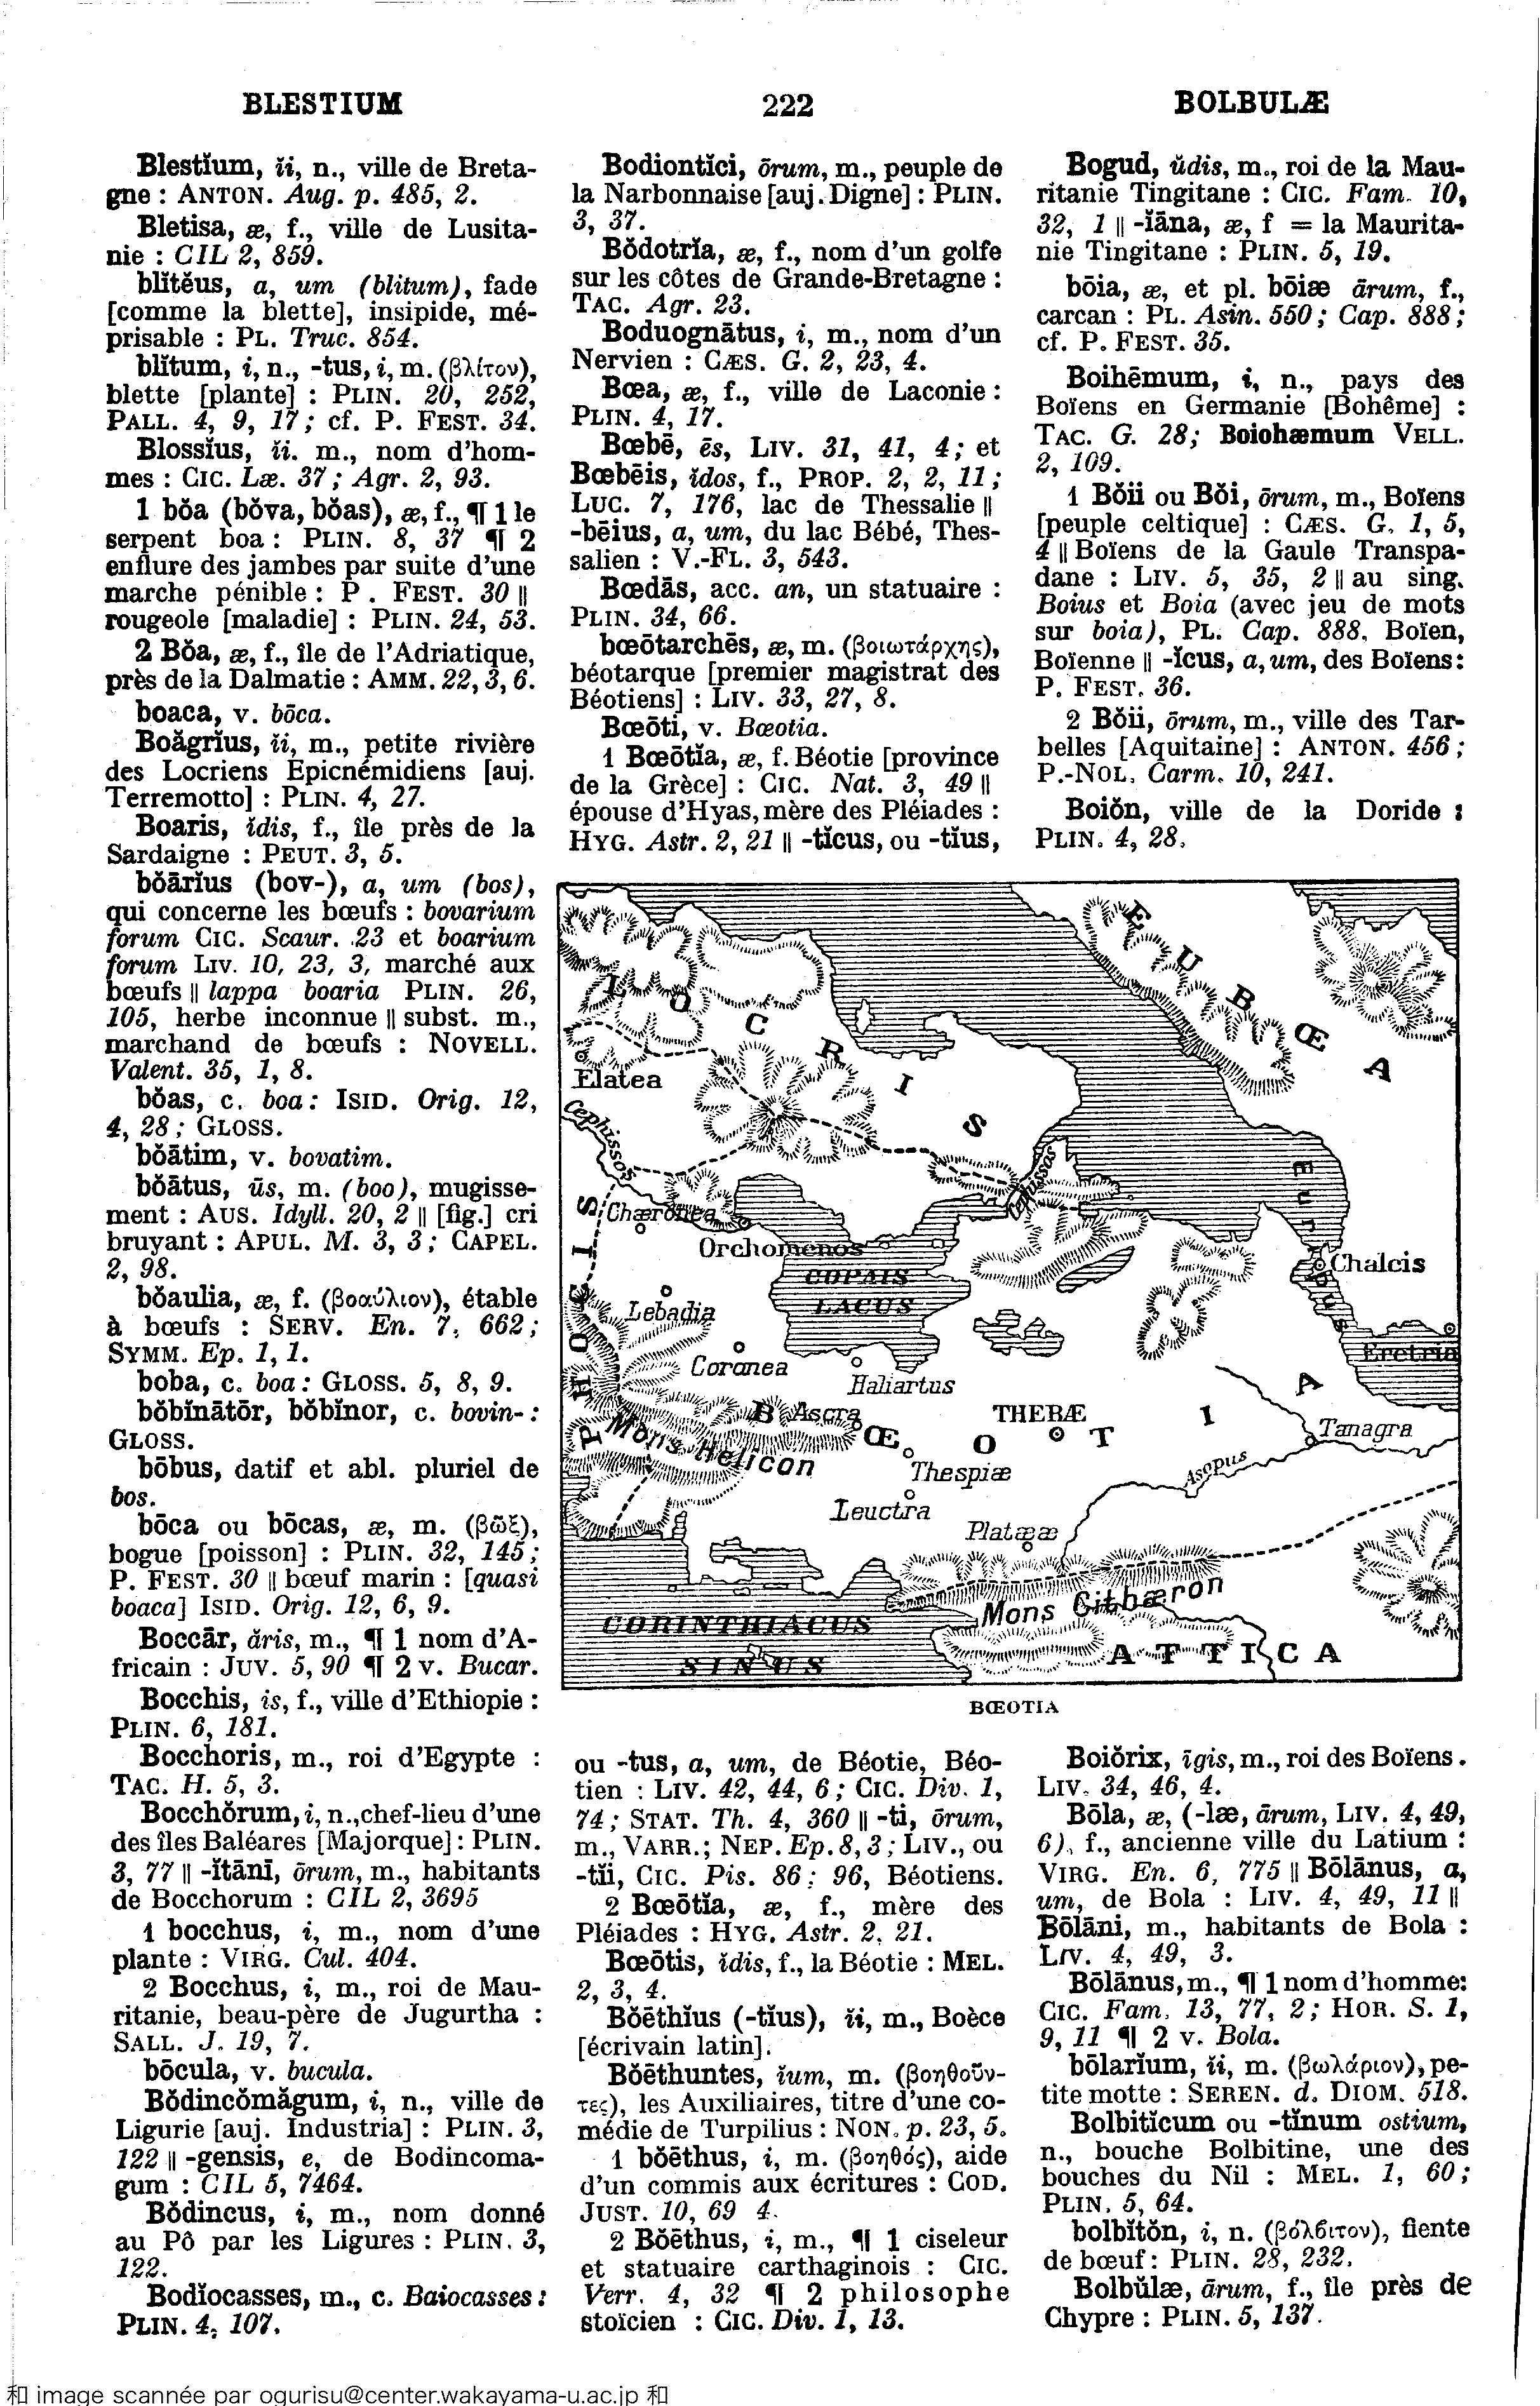 BLESTIUM
222
BOLBULÆ
Blestĭum, ĭi, n., ville de Breta-
gne : ANTON. Aug. p. 485, 2.
Bletisa, æ, f., ville de Lusita-
nie : CIL 2, 859.
blĭtĕus, a, um (blitum), fade
[comme la blette], insipide, mé-
prisable : PL. Truc. 854.
blĭtum, i, n., -tus, i, m. (βλίτον),
blette [plante] : PLIN. 20, 252,
PALL. 4, 9, 17 ; cf. P. FEST. 34.
Blossĭus, ĭi. m., nom d'hom-
mes : CIC. Læ. 37 ; Agr. 2, 93.
1 bŏa (bŏva, bŏas), æ, f., ¶ 1 le
serpent boa : PLIN. 8, 37 ¶ 2
enflure des jambes par suite d'une
marche pénible : P . FEST. 30 ||
rougeole [maladie] : PLIN. 24, 53.
2 Bŏa, æ, f., île de l'Adriatique,
près de la Dalmatie : AMM. 22, 3, 6.
boaca, v. bōca.
Boāgrĭus, ĭi, m., petite rivière
des Locriens Epicnémidiens [auj.
Terremotto] : PLIN. 4, 27.
Boaris, ĭdis, f., île près de la
Sardaigne : PEUT. 3, 5.
bŏārĭus (bov-), a, um (bos),
qui concerne les bœufs : bovarium
forum CIC. Scaur. 23 et boarium
forum LIV. 10, 23, 3, marché aux
bœufs || lappa boaria PLIN. 26,
105, herbe inconnue || subst. m.,
marchand de bœufs : NOVELL.
Valent. 35, 1, 8.
bŏas, c. boa : ISID. Orig. 12,
4, 28 ; GLOSS.
bŏātim, v. bovatim.
bŏātus, ūs, m. (boo), mugisse-
ment : AUS. Idyll. 20, 2 || [fig.] cri
bruyant : APUL. M. 3, 3 ; CAPEL.
2, 98.
bŏaulia, æ, f. (βοαύλιον), étable
à bœufs : SERV. En. 7, 662 ;
SYMM. Ep. 1, 1.
boba, c. boa : GLOSS. 5, 8, 9.
bŏbĭnātŏr, bŏbĭnor, c. bovin- :
GLOSS.
bōbus, datif et abl. pluriel de
bos.
bōca ou bōcas, æ, m. (βῶξ),
bogue [poisson] : PLIN. 32, 145 ;
P. FEST. 30 || bœuf marin : [quasi
boaca] ISID. Orig. 12, 6, 9.
Boccār, ăris, m., ¶ 1 nom d'A-
fricain : JUV. 5, 90 ¶ 2 v. Bucar.
Bocchis, is, f., ville d'Ethiopie :
PLIN. 6, 181.
Bocchoris, m., roi d'Egypte :
TAC. H. 5, 3.
Bocchŏrum, i, n., chef-lieu d'une
des îles Baléares [Majorque] : PLIN.
3, 77 || -ĭtānī, ōrum, m., habitants
de Bocchorum : CIL 2, 3695
1 bocchus, i, m., nom d'une
plante : VIRG. Cul. 404.
2 Bocchus, i, m., roi de Mau-
ritanie, beau-père de Jugurtha :
SALL. J. 19, 7.
bōcula, v. bucula.
Bŏdincŏmăgum, i, n., ville de
Ligurie [auj. Industria] : PLIN. 3,
122 || -gensis, e, de Bodincoma-
gum : CIL 5, 7464.
Bŏdincus, i, m., nom donné
au Pô par les Ligures : PLIN. 3,
122.
Bodĭocasses, m., c. Baiocasses :
PLIN. 4, 107.
Bodiontĭci, ōrum, m., peuple de
la Narbonnaise [auj. Digne] : PLIN.
3, 37.
Bŏdotrĭa, æ, f., nom d'un golfe
sur les côtes de Grande-Bretagne :
TAC. Agr. 23.
Boduognātus, i, m., nom d'un
Nervien : CÆS. G. 2, 23, 4.
Bœa, æ, f., ville de Laconie :
PLIN. 4, 17.
Bœbē, ēs, LIV. 31, 41, 4 ; et
Bœbēis, ĭdos, f., PROP. 2, 2, 11 ;
LUC. 7, 176, lac de Thessalie ||
-bēius, a, um, du lac Bébé, Thes-
salien : V.-FL. 3, 543.
Bœdās, acc. an, un statuaire :
PLIN. 34, 66.
bœōtarchēs, æ, m. (βοιωτάρχης),
béotarque [premier magistrat des
Béotiens] : LIV. 33, 27, 8.
Bœōti, v. Bœotia.
1 Bœōtĭa, æ, f. Béotie [province
de la Grèce] : CIC. Nat. 3, 49 ||
épouse d'Hyas, mère des Pléiades :
HYG. Astr. 2, 21 || -tĭcus, ou -tĭus,
Bogud, ŭdis, m., roi de la Mau-
ritanie Tingitane : CIC. Fam. 10,
32, 1 || -ĭāna, æ, f = la Maurita-
nie Tingitane : PLIN. 5, 19.
bōia, æ, et pl. bōiæ ārum, f.,
carcan : PL. Asin. 550 ; Cap. 888 ;
cf. P. FEST. 35.
Boihēmum, i, n., pays des
Boïens en Germanie [Bohême] :
TAC. G. 28; Boiohæmum VELL.
2, 109.
1 Bŏii ou Bŏi, ōrum, m., Boïens
[peuple celtique] : CÆS. G. 1, 5,
4 || Boïens de la Gaule Transpa-
dane : LIV. 5, 35, 2 || au sing.
Boius et Boia (avec jeu de mots
sur boia), PL. Cap. 888, Boïen,
Boïenne || -ĭcus, a, um, des Boïens :
P. FEST. 36.
2 Bŏii, ōrum, m., ville des Tar-
belles [Aquitaine] : ANTON. 456 ;
P.-NOL. Carm. 10, 241.
Boiŏn, ville de la Doride :
PLIN. 4, 28.
EUBŒA
LOCRIS
Elatea
Cephissos
Cephissos
Euripus
PHOCIS
Chæronea
Orchomenos
Chalcis
COPAIS
LACUS
Lebadia
Eretria
Coronea
Haliartus
BŒOTIA
Ascra
THEBÆ
Tanagra
Mons Helicon
Thespiæ
Asopus
Leuctra
Platææ
Mons Cithæron
CORINTHIACUS
SINUS
ATTICA
BŒOTIA
ou -tus, a, um, de Béotie, Béo-
tien : LIV. 42, 44, 6 ; CIC. Div. 1,
74 ; STAT. Th. 4, 360 || -ti, ōrum,
m., VARR.; NEP. Ep. 8, 3 ; LIV., ou
-tĭi, CIC. Pis. 86 ; 96, Béotiens.
2 Bœōtĭa, æ, f., mère des
Pléiades : HYG. Astr. 2, 21.
Bœōtis, ĭdis, f., la Béotie : MEL.
2, 3, 4.
Bŏēthĭus (-tĭus), ĭi, m., Boèce
[écrivain latin].
Bŏēthuntes, ĭum, m. (βοηθοῦν-
τες), les Auxiliaires, titre d'une co-
médie de Turpilius : NON. p. 23, 5.
1 bŏēthus, i, m. (βοηθός), aide
d'un commis aux écritures : COD.
JUST. 10, 69 4.
2 Bŏēthus, i, m., ¶ 1 ciseleur
et statuaire carthaginois : CIC.
Verr. 4, 32 ¶ 2 philosophe
stoïcien : CIC. Div. 1, 13.
Boiŏrix, īgis, m., roi des Boïens.
LIV. 34, 46, 4.
Bōla, æ, (-læ, ārum, LIV. 4, 49,
6), f., ancienne ville du Latium :
VIRG. En. 6, 775 || Bōlānus, a,
um, de Bola : LIV. 4, 49, 11 ||
Bōlāni, m., habitants de Bola :
LIV. 4, 49, 3.
Bōlānus, m., ¶ 1 nom d'homme :
CIC. Fam. 13, 77, 2 ; HOR. S. 1,
9, 11 ¶ 2 v. Bola.
bōlarĭum, ĭi, m. (βωλάριον), pe-
tite motte : SEREN. d. DIOM. 518.
Bolbitĭcum ou -tĭnum ostium,
n., bouche Bolbitine, une des
bouches du Nil : MEL. 1, 60 ;
PLIN. 5, 64.
bolbĭtŏn, i, n. (βόλβιτον), fiente
de bœuf : PLIN. 28, 232.
Bolbŭlæ, ārum, f., île près de
Chypre : PLIN. 5, 137.
和 image scannée par ogurisu@center.wakayama-u.ac.jp 和